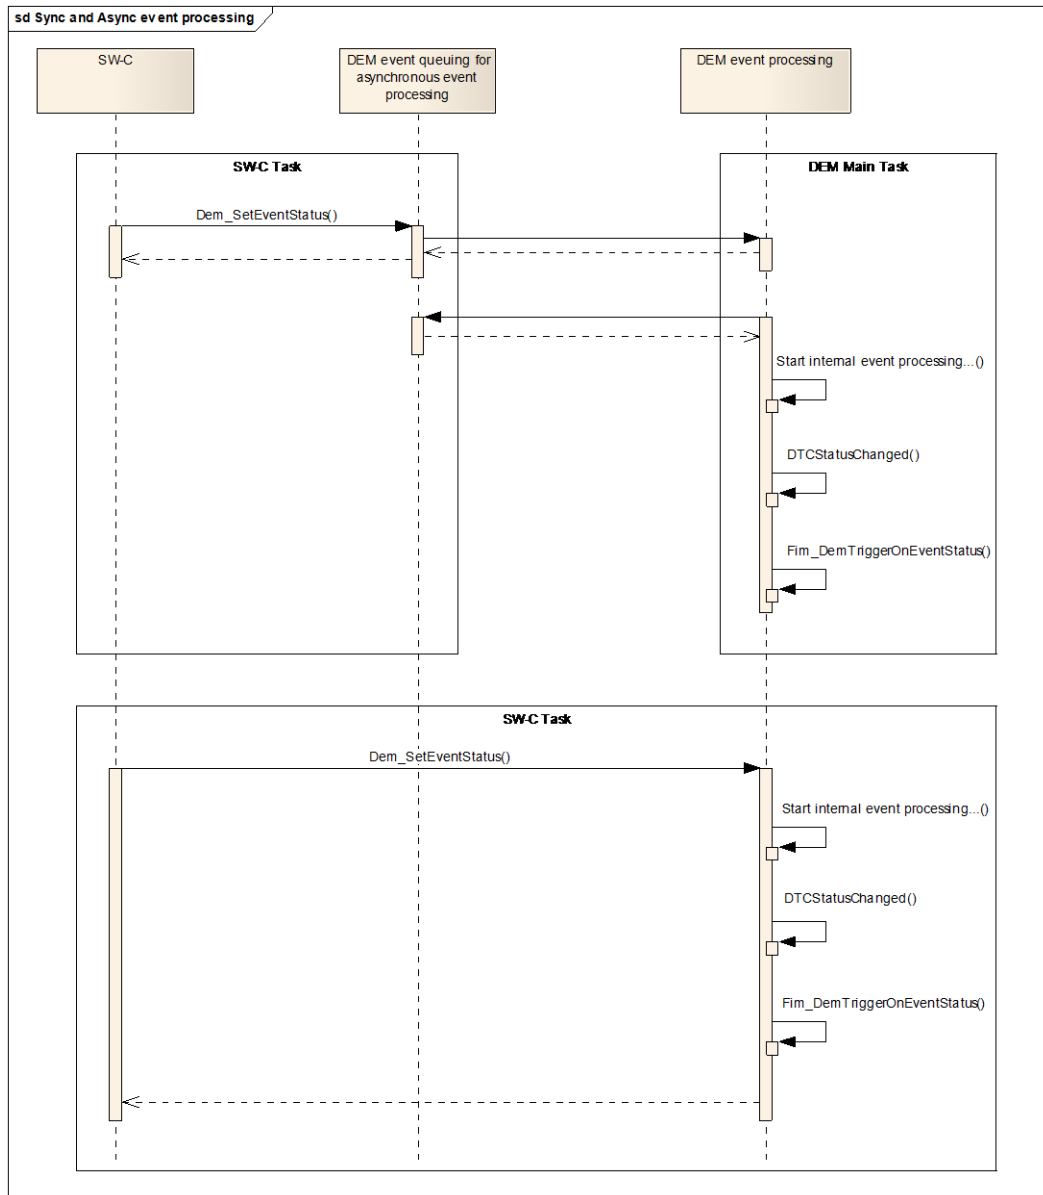 sd Sync and Async event processing
SW-C
DEM event queuing for
asynchronous event
processing
DEM event processing
SW-C Task
DEM Main Task
Dem_SetEventStatus()
Start internal event processing...()
DTCStatusChanged()
Fim_DemTriggerOnEventStatus()
SW-C Task
Dem_SetEventStatus()
Start internal event processing...()
DTCStatusChanged()
Fim_DemTriggerOnEventStatus()